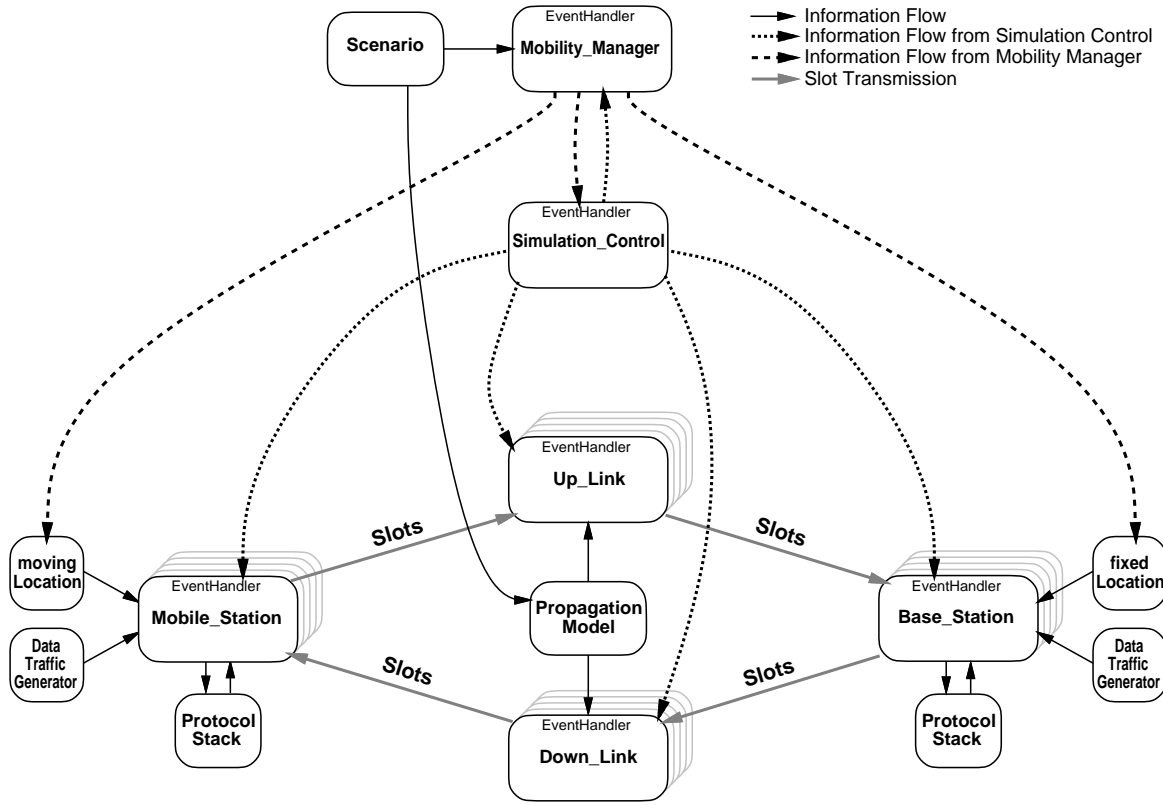 EventHandler
Mobility_Manager
Scenario
Information Flow
Information Flow from Simulation Control
Information Flow from Mobility Manager
Slot Transmission
EventHandler
Simulation_Control
EventHandler
Up_Link
Slots
Slots
moving
Location
EventHandler
Mobile_Station
Data
Traffic
Generator
Protocol
Stack
Propagation
Model
fixed
Location
EventHandler
Base_Station
Data
Traffic
Generator
Protocol
Stack
Slots
Slots
EventHandler
Down_Link